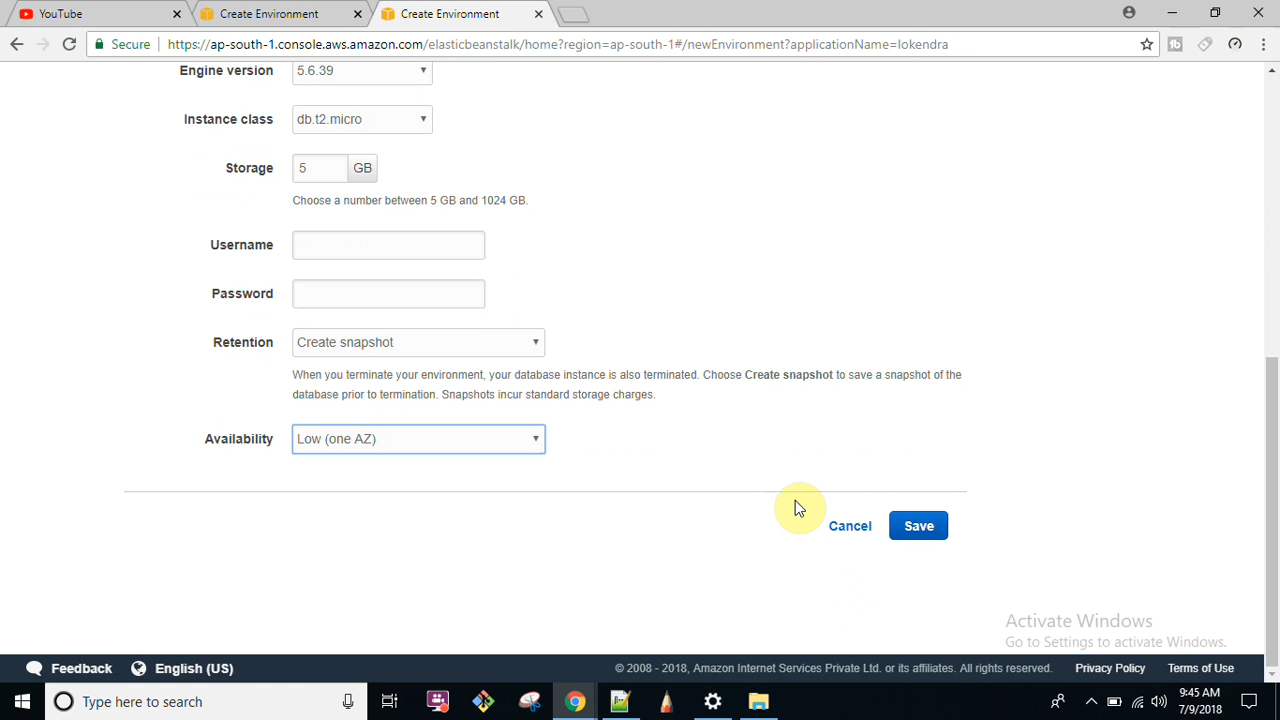 YouTube
Create Environment
Create Environment
Secure
https://ap-south-1.console.aws.amazon.com/elasticbeanstalk/home?region=ap-south-1#/newEnvironment?applicationName=lokendra
Engine version
5.6.39
Instance class
db.t2.micro
Storage
5
GB
Choose a number between 5 GB and 1024 GB.
Username
Password
Retention
Create snapshot
When you terminate your environment, your database instance is also terminated. Choose Create snapshot to save a snapshot of the
database prior to termination. Snapshots incur standard storage charges.
Availability
Low (one AZ)
Cancel
Save
Activate Windows
Go to Settings to activate Windows.
Feedback
English (US)
© 2008 - 2018, Amazon Internet Services Private Ltd. or its affiliates. All rights reserved.
Privacy Policy
Terms of Use
Type here to search
9:45 AM
7/9/2018